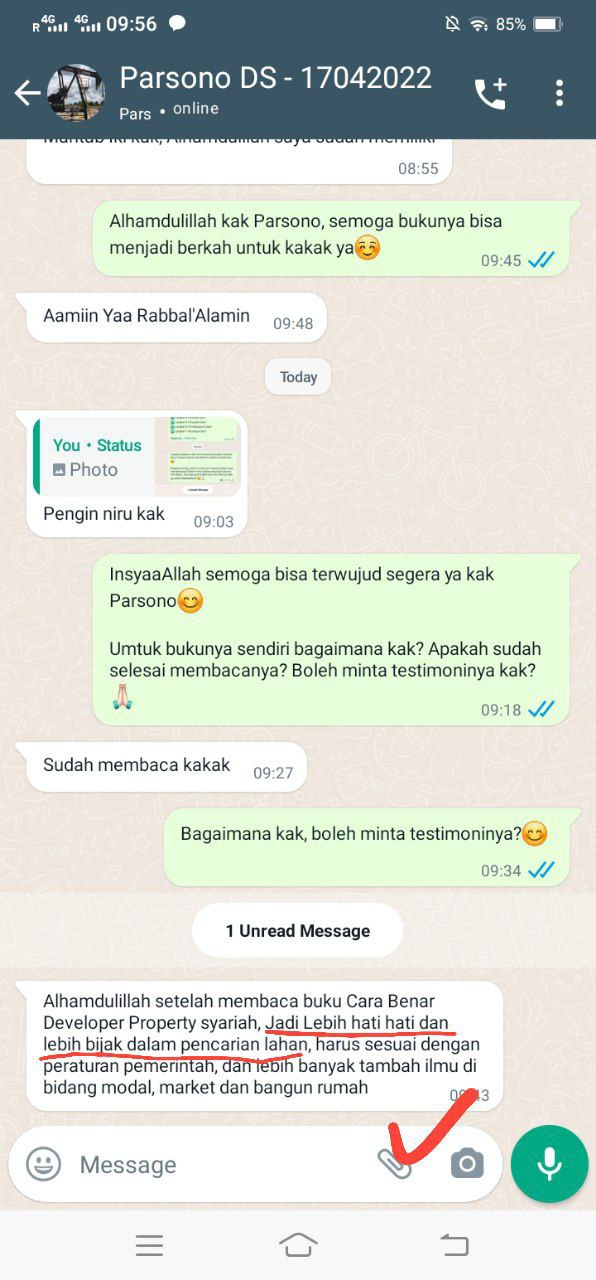 R 4G 4G 09:56 85%
Parsono DS - 17042022
Pars • online
08:55
Alhamdulillah kak Parsono, semoga bukunya bisa
menjadi berkah untuk kakak ya😊
09:45
Aamiin Yaa Rabbal'Alamin 09:48
Today
You • Status
Photo
Pengin niru kak 09:03
InsyaaAllah semoga bisa terwujud segera ya kak
Parsono😊
Umtuk bukunya sendiri bagaimana kak? Apakah sudah
selesai membacanya? Boleh minta testimoninya kak?
🙏🏻
09:18
Sudah membaca kakak 09:27
Bagaimana kak, boleh minta testimoninya?😊
09:34
1 Unread Message
Alhamdulillah setelah membaca buku Cara Benar
Developer Property syariah, Jadi Lebih hati hati dan
lebih bijak dalam pencarian lahan, harus sesuai dengan
peraturan pemerintah, dan lebih banyak tambah ilmu di
bidang modal, market dan bangun rumah
Message